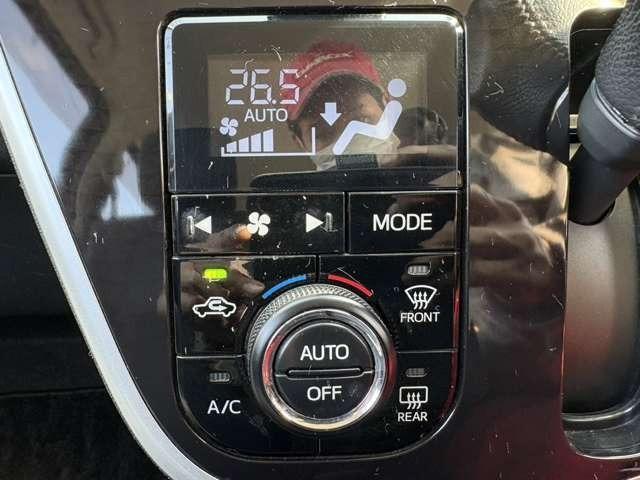 26.5
AUTO
MODE
FRONT
AUTO
OFF
A/C
REAR